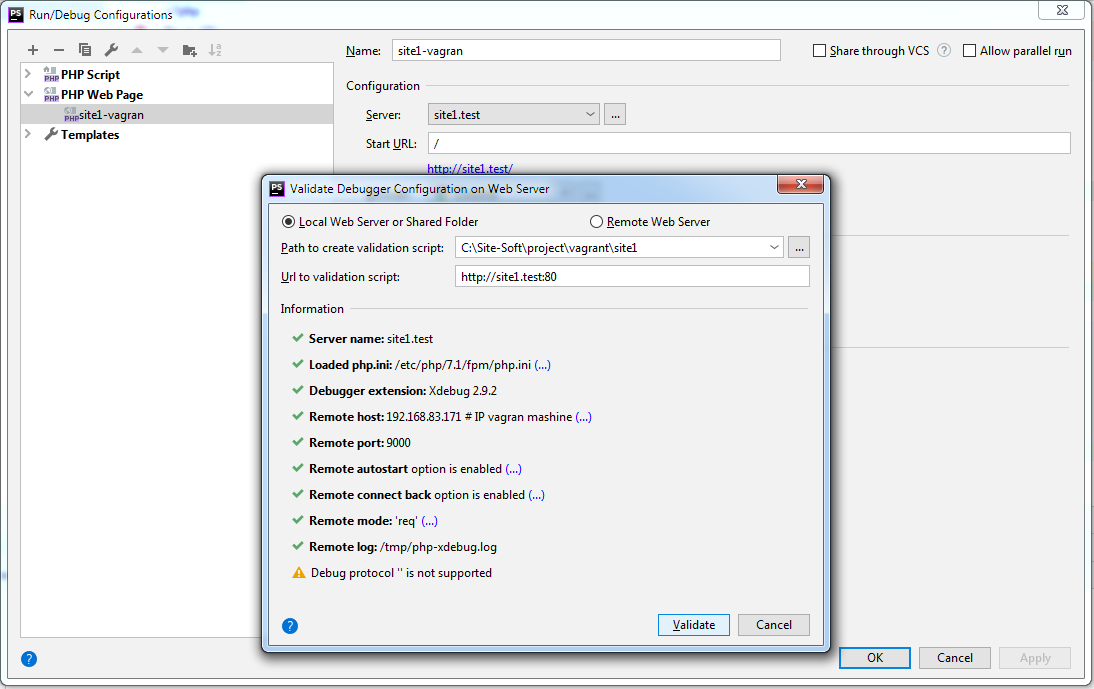 PS Run/Debug Configurations
Name: site1-vagran Share through VCS ? Allow parallel run
PHP PHP Script
PHP PHP Web Page
PHP site1-vagran
Templates
Configuration
Server: site1.test ...
Start URL: /
http://site1.test/
PS Validate Debugger Configuration on Web Server
Local Web Server or Shared Folder Remote Web Server
Path to create validation script: C:\Site-Soft\project\vagrant\site1 ...
Url to validation script: http://site1.test:80
Information
Server name: site1.test
Loaded php.ini: /etc/php/7.1/fpm/php.ini (...)
Debugger extension: Xdebug 2.9.2
Remote host: 192.168.83.171 # IP vagran mashine (...)
Remote port: 9000
Remote autostart option is enabled (...)
Remote connect back option is enabled (...)
Remote mode: 'req' (...)
Remote log: /tmp/php-xdebug.log
Debug protocol '' is not supported
? Validate Cancel
? OK Cancel Apply